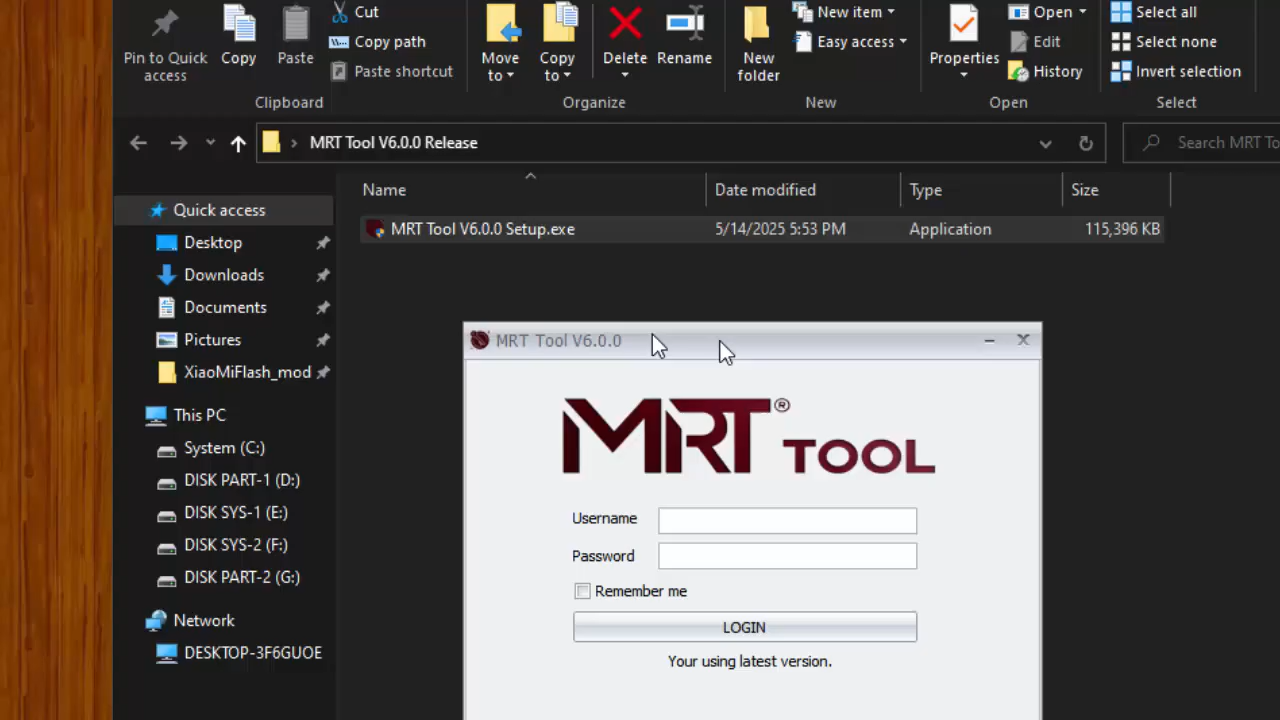 Pin to Quick access
Copy
Paste
Cut
Copy path
Paste shortcut
Clipboard
Move to
Copy to
Delete
Rename
Organize
New folder
New item
Easy access
New
Properties
Open
Edit
History
Open
Select all
Select none
Invert selection
Select
MRT Tool V6.0.0 Release
Search MRT To
Name
Date modified
Type
Size
MRT Tool V6.0.0 Setup.exe
5/14/2025 5:53 PM
Application
115,396 KB
Quick access
Desktop
Downloads
Documents
Pictures
XiaoMiFlash_mod
This PC
System (C:)
DISK PART-1 (D:)
DISK SYS-1 (E:)
DISK SYS-2 (F:)
DISK PART-2 (G:)
Network
DESKTOP-3F6GUOE
MRT Tool V6.0.0
MRT® TOOL
Username
Password
Remember me
LOGIN
Your using latest version.